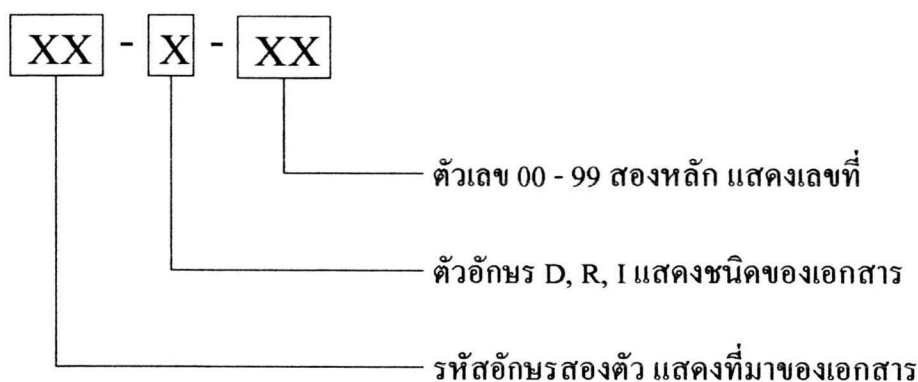 XX - X - XX
ตัวเลข 00 - 99 สองหลัก แสดงเลขที่
ตัวอักษร D, R, I แสดงชนิดของเอกสาร
รหัสอักษรสองตัว แสดงที่มาของเอกสาร